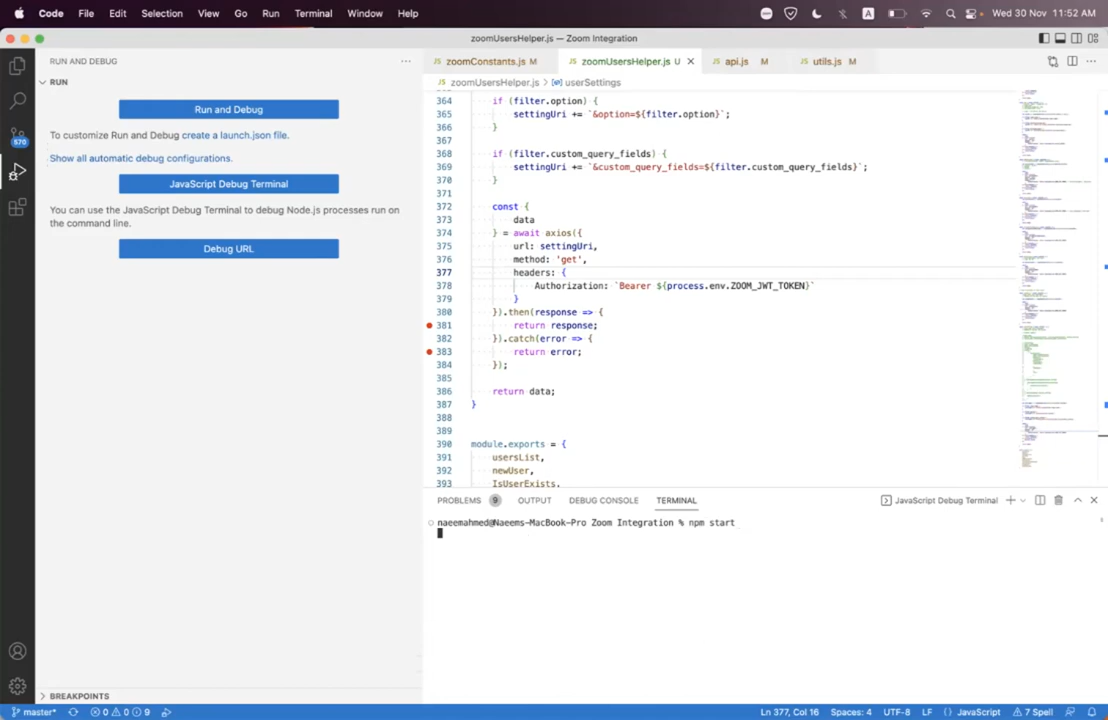 Code File Edit Selection View Go Run Terminal Window Help A Wed 30 Nov 11:52 AM
zoomUsersHelper.js — Zoom Integration
RUN AND DEBUG ···
RUN
Run and Debug
To customize Run and Debug create a launch.json file.
Show all automatic debug configurations.
JavaScript Debug Terminal
You can use the JavaScript Debug Terminal to debug Node.js processes run on
the command line.
Debug URL
570
BREAKPOINTS
JS zoomConstants.js M JS zoomUsersHelper.js U JS api.js M JS utils.js M
JS zoomUsersHelper.js > userSettings
364 if (filter.option) {
365 settingUri += `&option=${filter.option}`;
366 }
367
368 if (filter.custom_query_fields) {
369 settingUri += `&custom_query_fields=${filter.custom_query_fields}`;
370 }
371
372 const {
373 data
374 } = await axios({
375 url: settingUri,
376 method: 'get',
377 headers: {
378 Authorization: `Bearer ${process.env.ZOOM_JWT_TOKEN}`
379 }
380 }).then(response => {
381 return response;
382 }).catch(error => {
383 return error;
384 });
385
386 return data;
387 }
388
389
390 module.exports = {
391 usersList,
392 newUser,
393 IsUserExists,
PROBLEMS 9 OUTPUT DEBUG CONSOLE TERMINAL JavaScript Debug Terminal
naeemahmed@Naeems-MacBook-Pro Zoom Integration % npm start
master* 0 0 9 Ln 377, Col 16 Spaces: 4 UTF-8 LF {} JavaScript 7 Spell